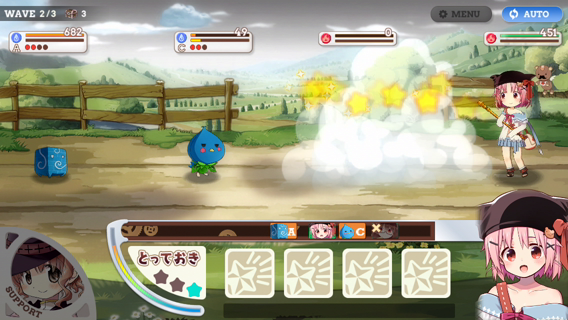 WAVE 2/3 3
MENU
AUTO
682
A
49
C
0
451
A
C
とっておき
SUPPORT